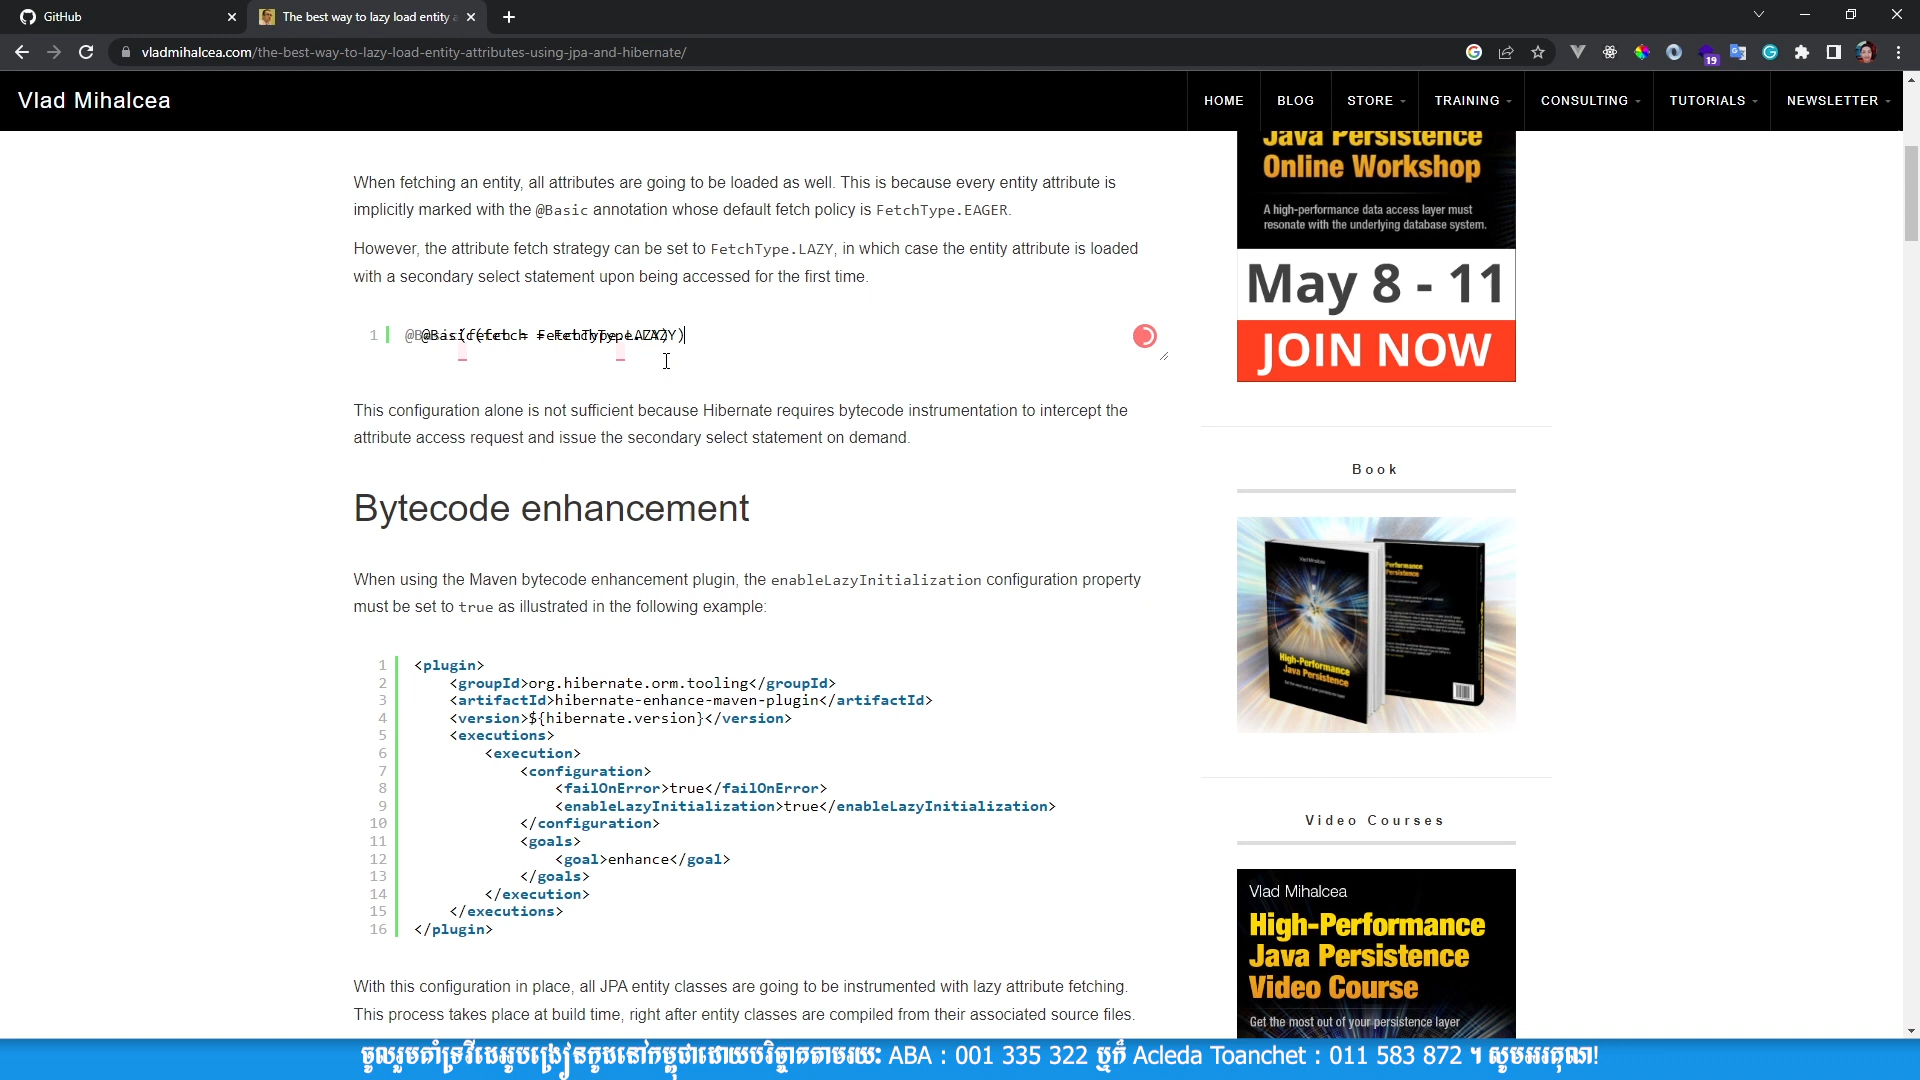 GitHub
The best way to lazy load entity a
vladmihalcea.com/the-best-way-to-lazy-load-entity-attributes-using-jpa-and-hibernate/
19
Vlad Mihalcea
HOME
BLOG
STORE
TRAINING
CONSULTING
TUTORIALS
NEWSLETTER
When fetching an entity, all attributes are going to be loaded as well. This is because every entity attribute is
implicitly marked with the @Basic annotation whose default fetch policy is FetchType.EAGER.
However, the attribute fetch strategy can be set to FetchType.LAZY, in which case the entity attribute is loaded
with a secondary select statement upon being accessed for the first time.
1 @Basic(fetch = FetchType.LAZY)
This configuration alone is not sufficient because Hibernate requires bytecode instrumentation to intercept the
attribute access request and issue the secondary select statement on demand.
Bytecode enhancement
When using the Maven bytecode enhancement plugin, the enableLazyInitialization configuration property
must be set to true as illustrated in the following example:
1 <plugin>
2 <groupId>org.hibernate.orm.tooling</groupId>
3 <artifactId>hibernate-enhance-maven-plugin</artifactId>
4 <version>${hibernate.version}</version>
5 <executions>
6 <execution>
7 <configuration>
8 <failOnError>true</failOnError>
9 <enableLazyInitialization>true</enableLazyInitialization>
10 </configuration>
11 <goals>
12 <goal>enhance</goal>
13 </goals>
14 </execution>
15 </executions>
16 </plugin>
With this configuration in place, all JPA entity classes are going to be instrumented with lazy attribute fetching.
This process takes place at build time, right after entity classes are compiled from their associated source files.
Java Persistence
Online Workshop
A high-performance data access layer must
resonate with the underlying database system.
May 8 - 11
JOIN NOW
Book
High-Performance
Java Persistence
Video Courses
Vlad Mihalcea
High-Performance
Java Persistence
Video Course
Get the most out of your persistence layer
ចូលរួមគាំទ្រវីដេអូបង្រៀនកូដនៅកម្ពុជាដោយបរិច្ចាគតាមរយ: ABA : 001 335 322 ឬក៏ Acleda Toanchet : 011 583 872 ។ សូមអរគុណ!